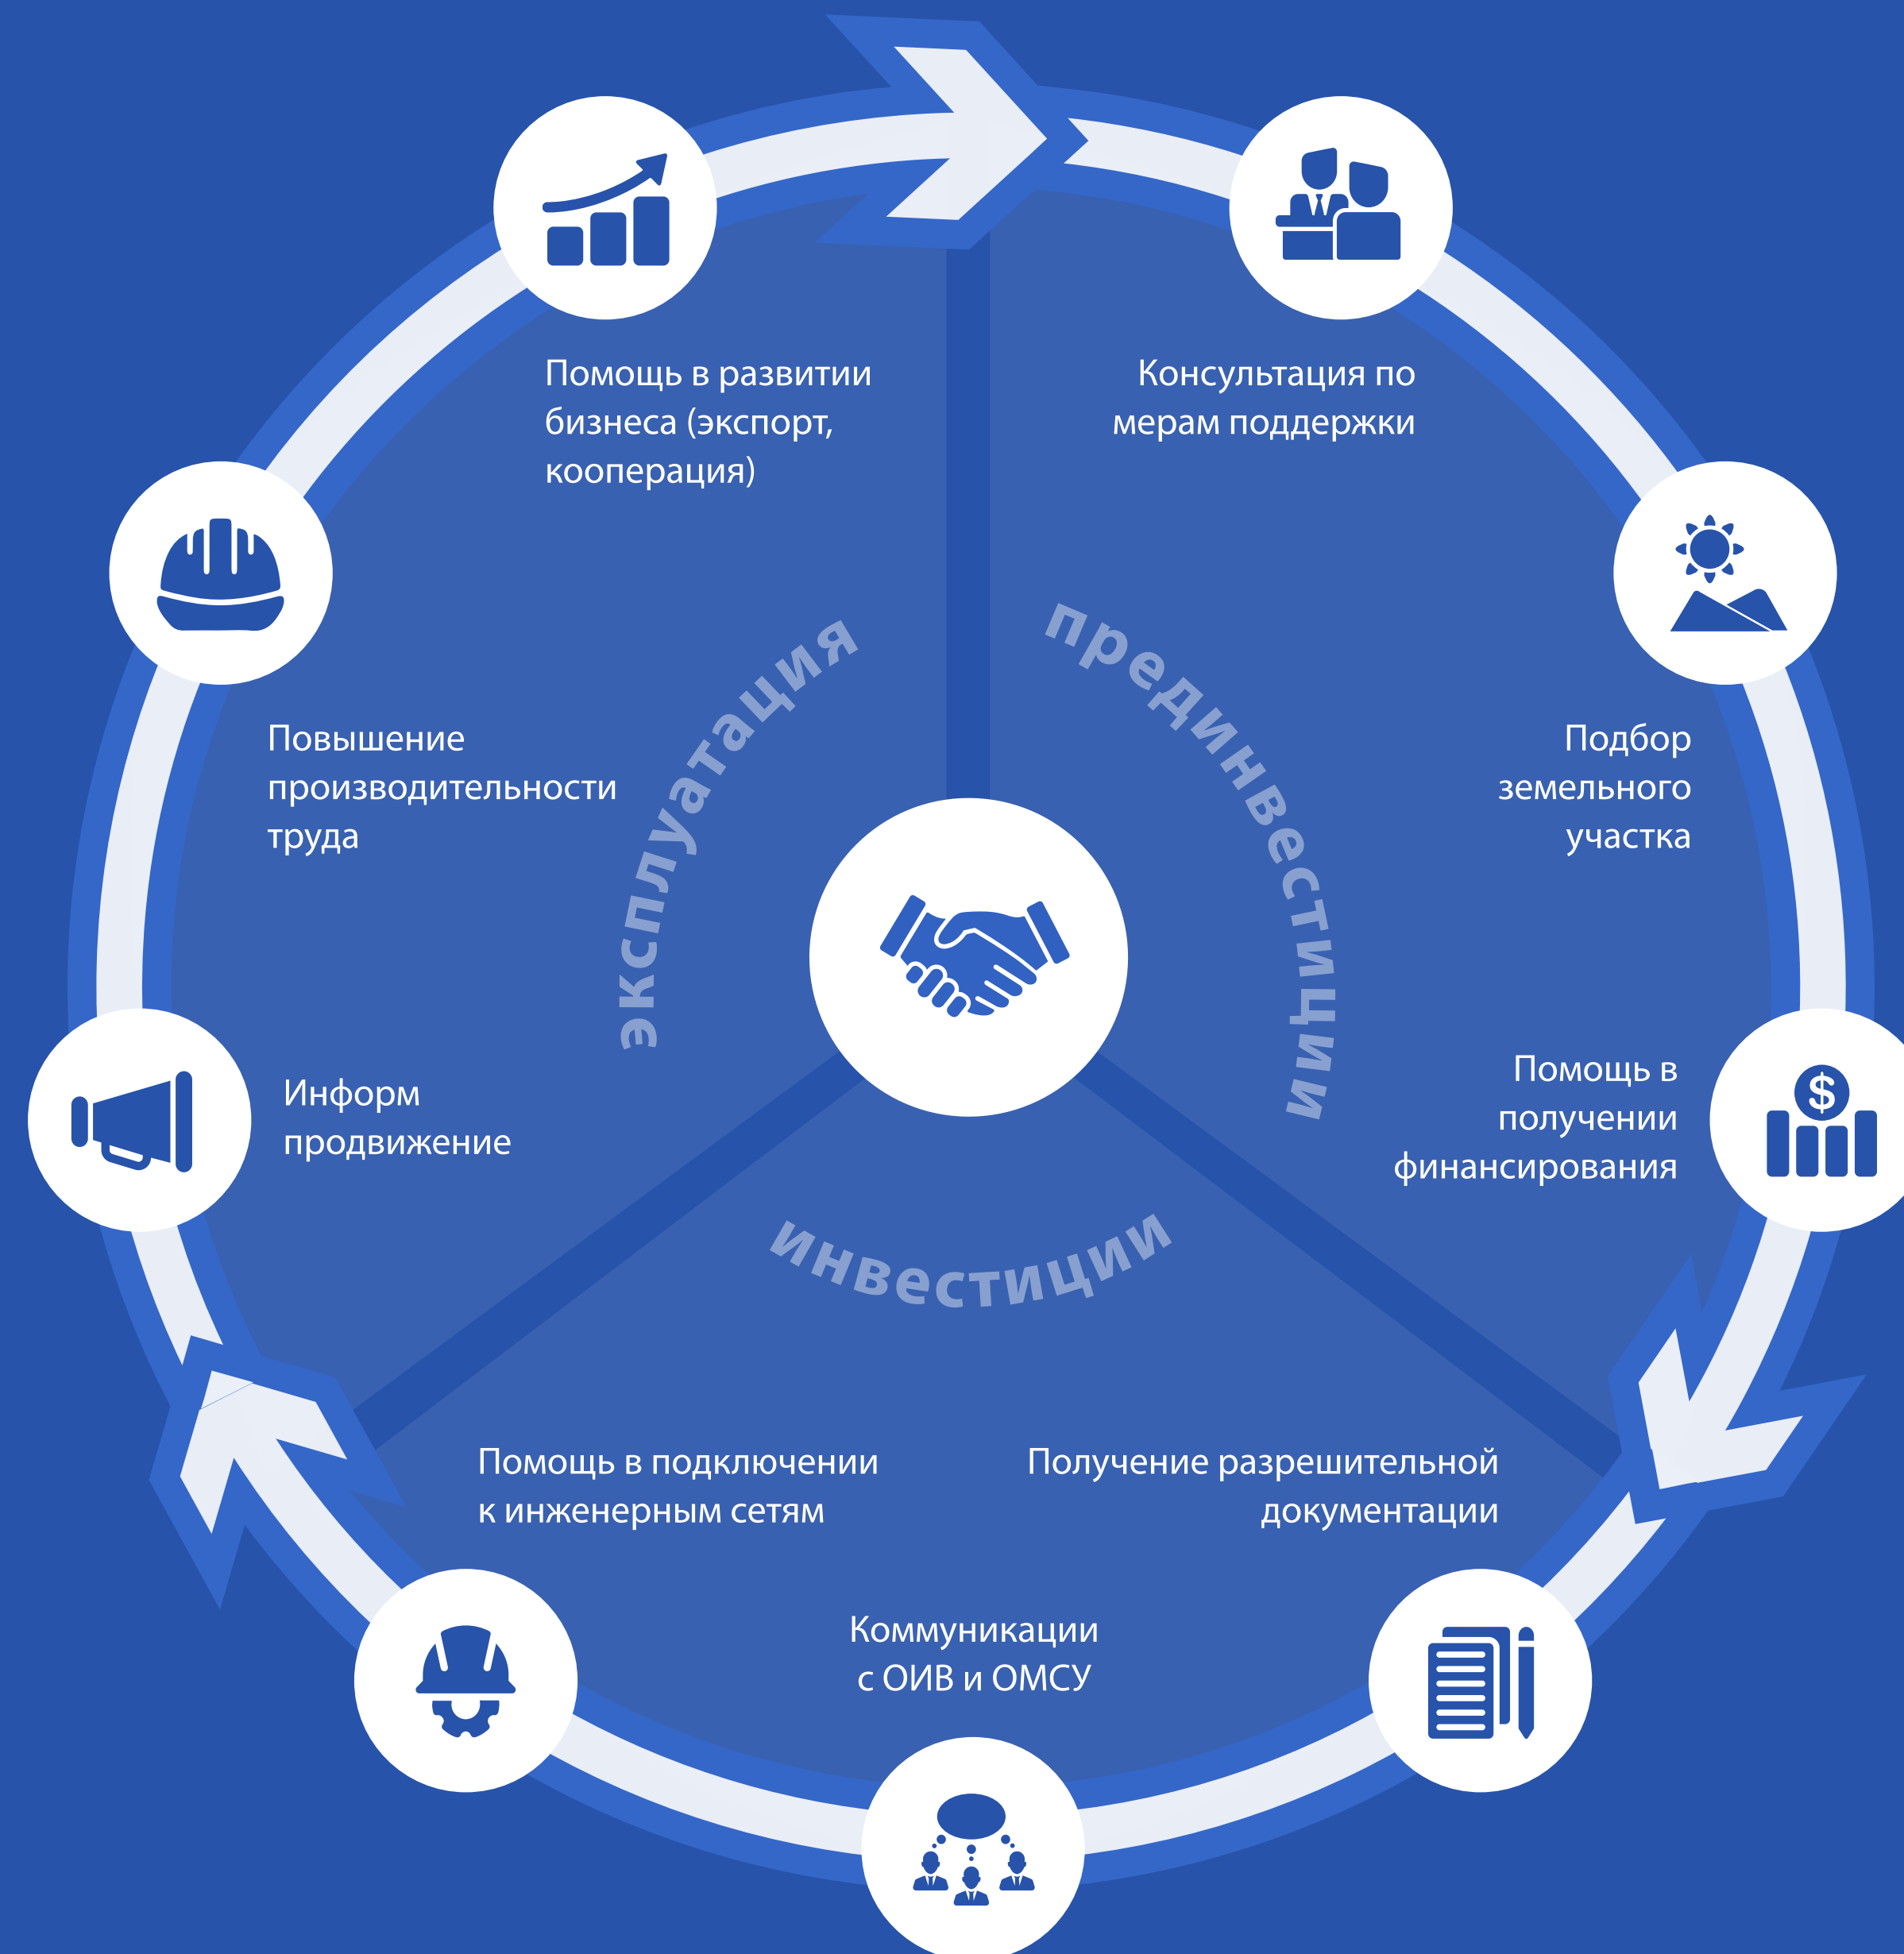 Помощь в развитии
бизнеса (экспорт,
кооперация)
Консультация по
мерам поддержки
эксплуатация
прединвестиции
Повышение
производительности
труда
Подбор
земельного
участка
Информ
продвижение
Помощь в
получении
финансирования
$
инвестиции
Помощь в подключении
к инженерным сетям
Получение разрешительной
документации
Коммуникации
с ОИВ и ОМСУ